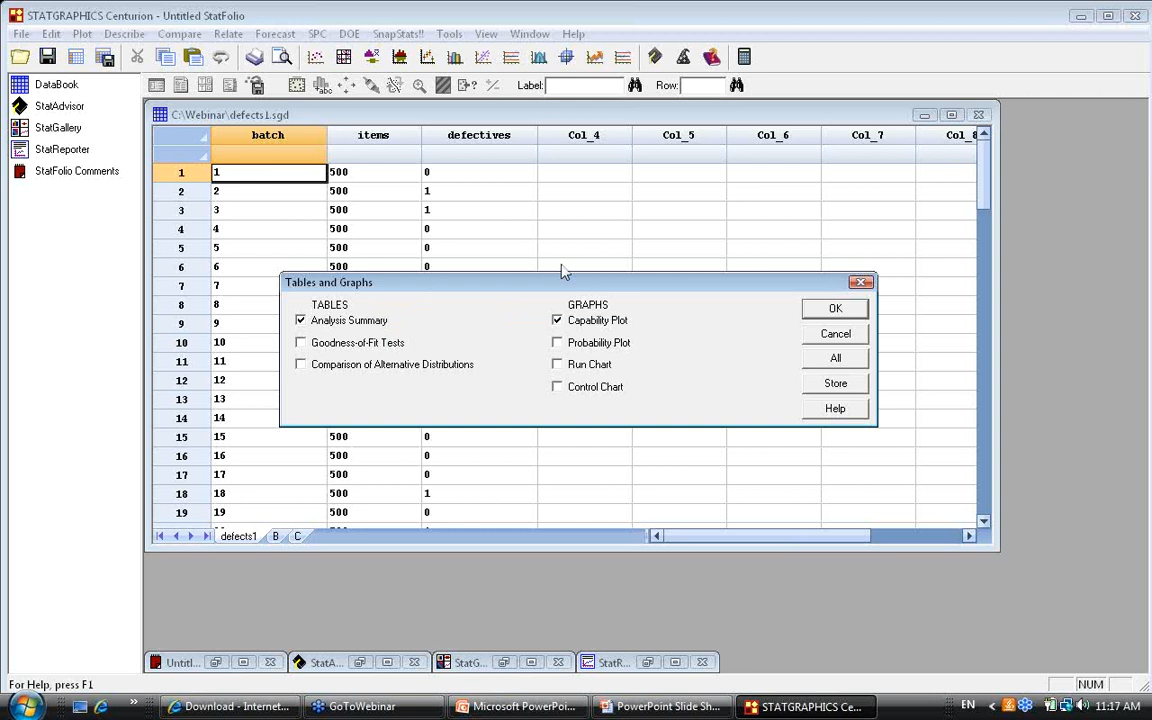 STATGRAPHICS Centurion - Untitled StatFolio
File Edit Plot Describe Compare Relate Forecast SPC DOE SnapStats!! Tools View Window Help
Label: Row:
DataBook
StatAdvisor
StatGallery
StatReporter
StatFolio Comments
C:\Webinar\defects1.sgd
batch items defectives Col_4 Col_5 Col_6 Col_7 Col_8
1 1 500 0
2 2 500 1
3 3 500 1
4 4 500 0
5 5 500 0
6 6 500 0
7 7
8 8
9 9
10 10
11 11
12 12
13 13
14 14
15 15 500 0
16 16 500 0
17 17 500 0
18 18 500 1
19 19 500 0
Tables and Graphs
TABLES GRAPHS
Analysis Summary Capability Plot
Goodness-of-Fit Tests Probability Plot
Comparison of Alternative Distributions Run Chart
Control Chart
OK
Cancel
All
Store
Help
defects1 B C
Untitl... StatA... StatG... StatR...
For Help, press F1 NUM
Download - Internet... GoToWebinar Microsoft PowerPoi... PowerPoint Slide Sh... STATGRAPHICS Ce... EN 11:17 AM